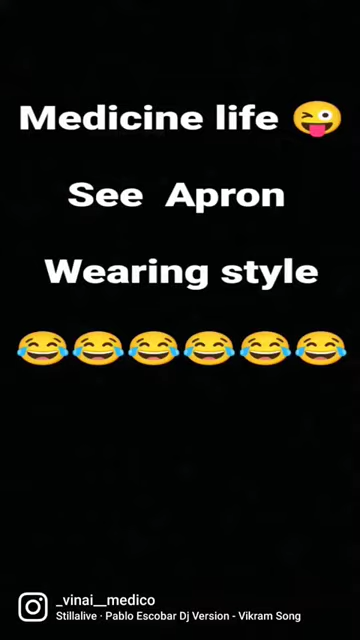 Medicine life 😜
See Apron
Wearing style
😂😂😂😂😂😂
_vinai__medico
Stillalive · Pablo Escobar Dj Version - Vikram Song